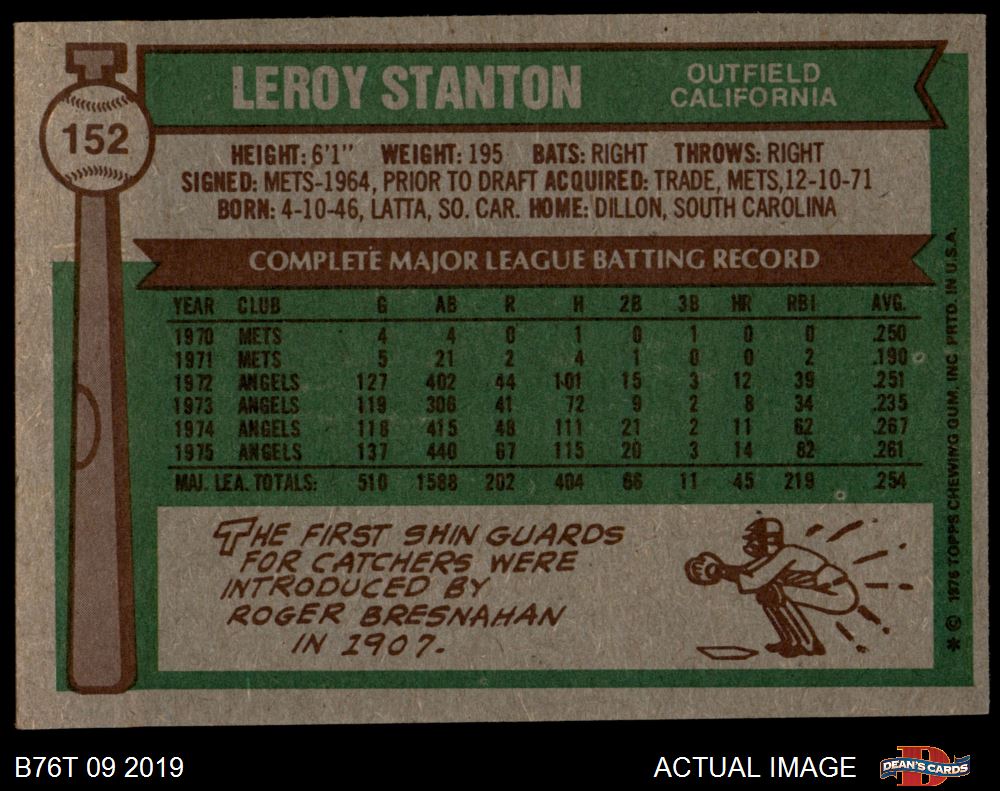 LEROY STANTON
OUTFIELD
CALIFORNIA
152
HEIGHT: 6'1" WEIGHT: 195 BATS: RIGHT THROWS: RIGHT
SIGNED: METS-1964, PRIOR TO DRAFT ACQUIRED: TRADE, METS,12-10-71
BORN: 4-10-46, LATTA, SO. CAR. HOME: DILLON, SOUTH CAROLINA
COMPLETE MAJOR LEAGUE BATTING RECORD
YEAR CLUB G AB R H 2B 3B HR RBI AVG.
1970 METS 4 4 0 1 0 1 0 0 .250
1971 METS 5 21 2 4 1 0 0 2 .190
1972 ANGELS 127 402 44 101 15 3 12 39 .251
1973 ANGELS 119 306 41 72 9 2 8 34 .235
1974 ANGELS 118 415 48 111 21 2 11 62 .267
1975 ANGELS 137 440 67 115 20 3 14 82 .261
MAJ. LEA. TOTALS: 510 1588 202 404 66 11 45 219 .254
THE FIRST SHIN GUARDS
FOR CATCHERS WERE
INTRODUCED BY
ROGER BRESNAHAN
IN 1907.
* © 1976 TOPPS CHEWING GUM, INC. PRTD. IN U.S.A.
B76T 09 2019
ACTUAL IMAGE
DEAN'S CARDS